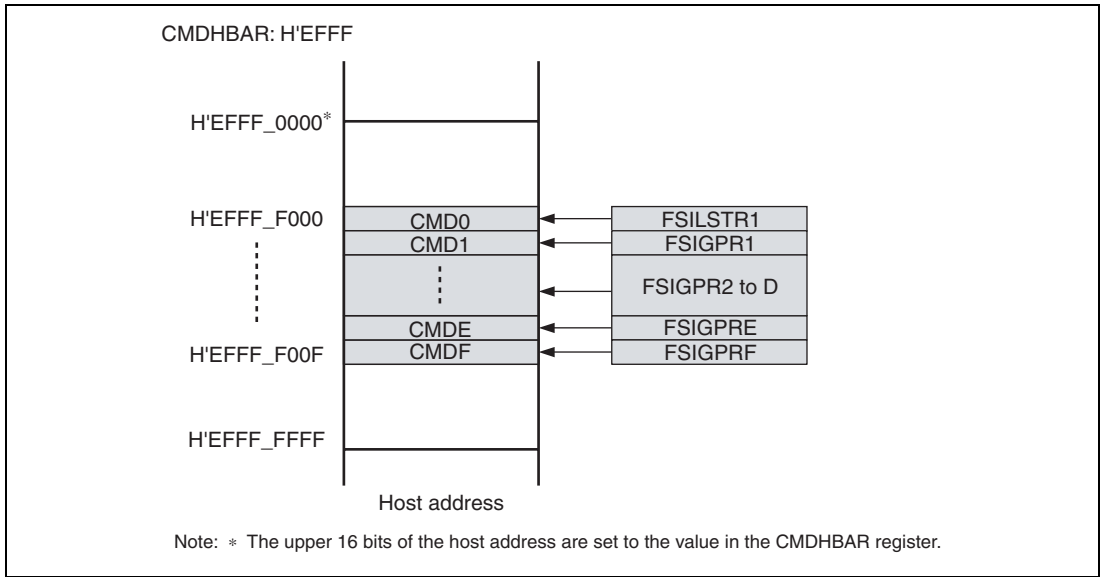 CMDHBAR: H'EFFF
H'EFFF_0000*
H'EFFF_F000
CMD0
FSILSTR1
CMD1
FSIGPR1
FSIGPR2 to D
CMDE
FSIGPRE
H'EFFF_F00F
CMDF
FSIGPRF
H'EFFF_FFFF
Host address
Note: * The upper 16 bits of the host address are set to the value in the CMDHBAR register.